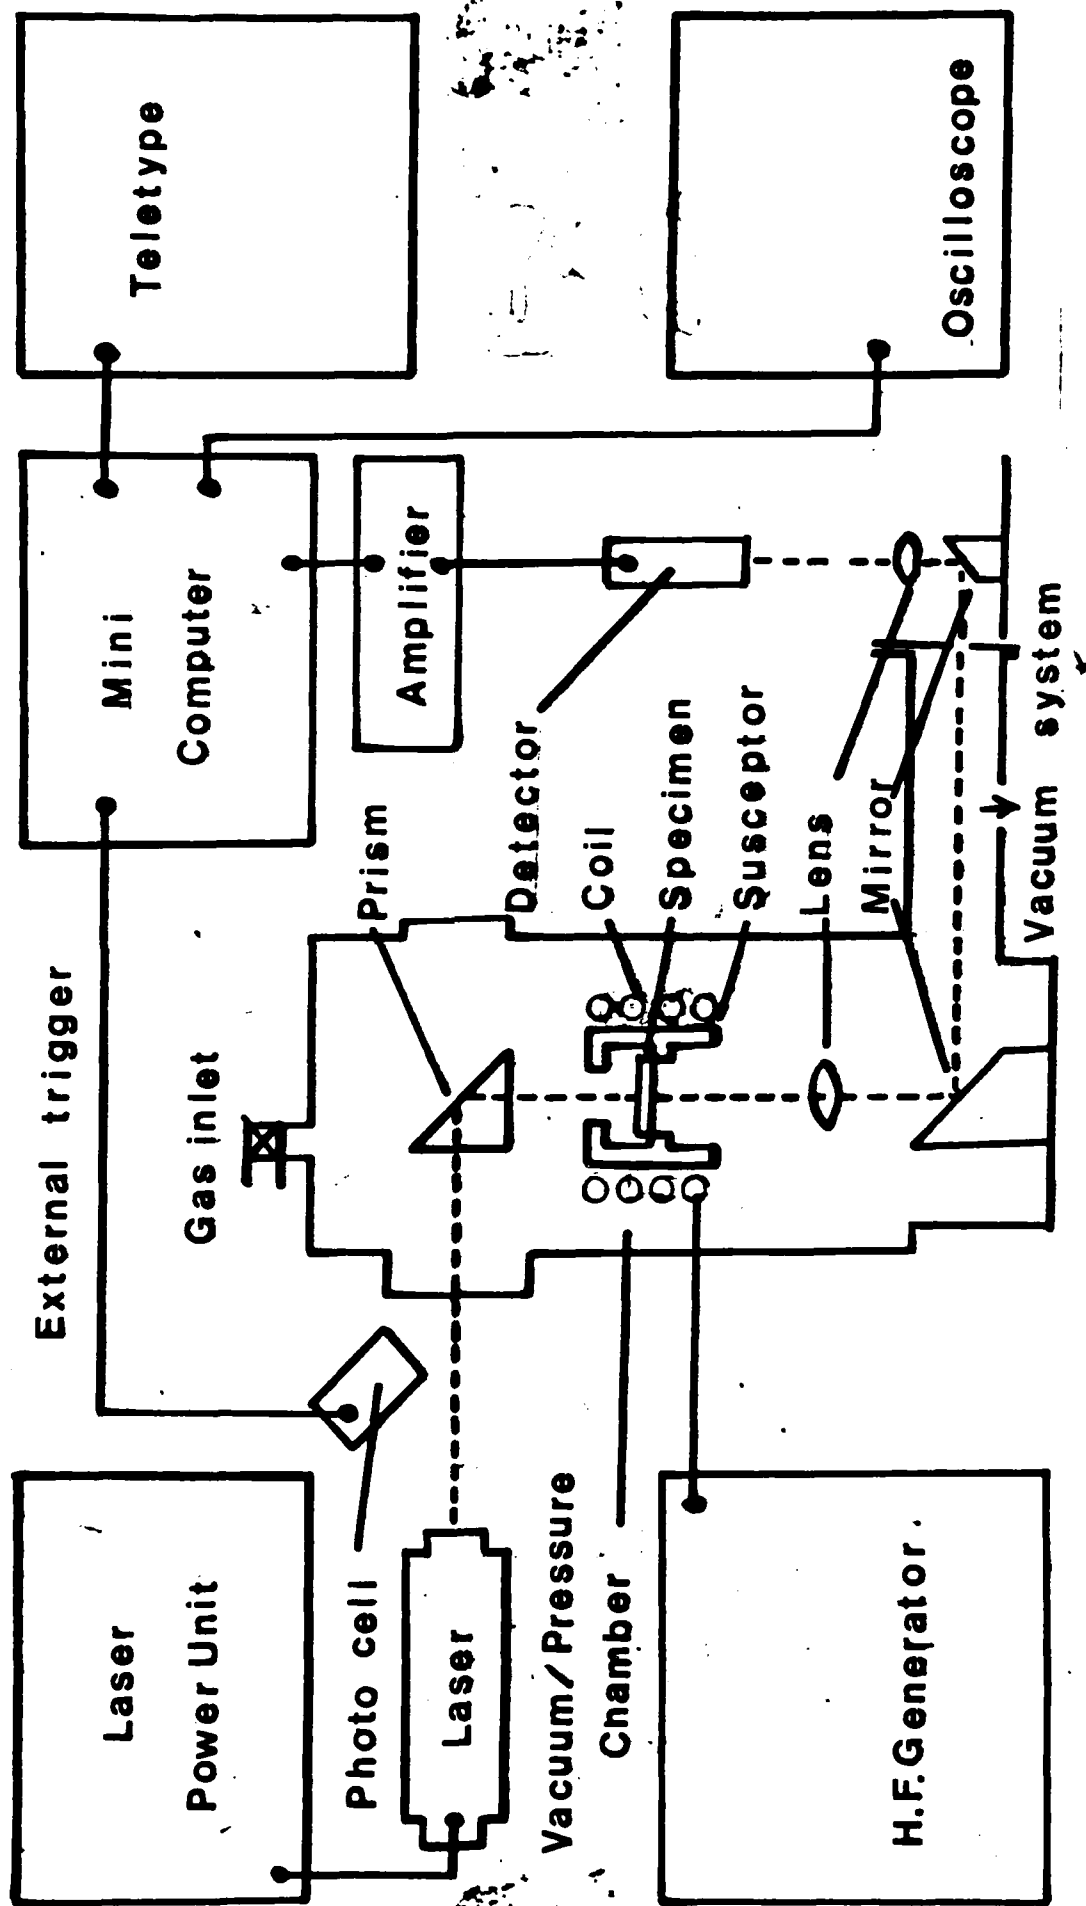 Laser
Power Unit
External trigger
Mini
Computer
Teletype
Gas inlet
Photo cell
Prism
Amplifier
Laser
Detector
Vacuum/Pressure
Chamber
Coil
Specimen
Susceptor
Lens
Mirror
H.F.Generator.
Oscilloscope
Vacuum system